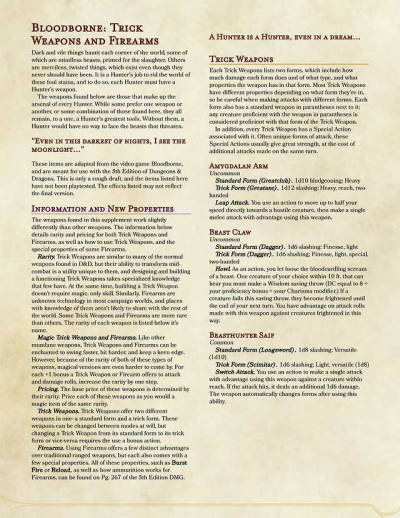 BLOODBORNE: TRICK
WEAPONS AND FIREARMS
Dark and vile things haunt each corner of the world, some of
which are mindless beasts, primed for the slaughter. Others
are merciless, twisted things, which exist even though they
never should have been. It is a Hunter's job to rid the world of
these foul stains, and to do so, each Hunter must have a
Hunter's weapon.
The weapons found below are those that make up the
arsenal of every Hunter. While some prefer one weapon or
another, or some combination of those found here, they all
remain, to a one, a Hunter's greatest tools. Without them, a
Hunter would have no way to face the beasts that threaten.
"EVEN IN THIS DARKEST OF NIGHTS, I SEE THE
MOONLIGHT..."
These items are adapted from the video game Bloodborne,
and are meant for use with the 5th Edition of Dungeons &
Dragons. This is only a rough draft, and the items listed here
have not been playtested. The effects listed may not reflect
the final version.
INFORMATION AND NEW PROPERTIES
The weapons found in this supplement work slightly
differently than other weapons. The information below
details rarity and pricing for both Trick Weapons and
Firearms, as well as how to use Trick Weapons, and the
special properties of some Firearms.
Rarity. Trick Weapons are similar to many of the normal
weapons found in D&D, but their ability to transform mid-
combat is a utility unique to them, and designing and building
a functioning Trick Weapons takes specialized knowledge
that few have. At the same time, building a Trick Weapon
doesn't require magic, only skill. Similarly, Firearms are
unknown technology in most campaign worlds, and places
with knowledge of them aren't likely to share with the rest of
the world. Some Trick Weapons and Firearms are more rare
than others. The rarity of each weapon is listed below it's
name.
Magic Trick Weapons and Firearms. Like other
mundane weapons, Trick Weapons and Firearms can be
enchanted to swing faster, hit harder, and keep a keen edge.
However, because of the rarity of both of these types of
weapons, magical versions are even harder to come by. For
each +1 bonus a Trick Weapon or Firearm offers to attack
and damage rolls, increase the rarity by one step.
Pricing. The base price of these weapons is determined by
their rarity. Price each of these weapons as you would a
magic item of the same rarity.
Trick Weapons. Trick Weapons offer two different
weapons in one: a standard form and a trick form. These
weapons can be changed between modes at will, but
changing a Trick Weapon from its standard form to its trick
form or vice-versa requires the use a bonus action.
Firearms. Using Firearms offers a few distinct advantages
over traditional ranged weapons, but each also comes with a
few special properties. All of these properties, such as Burst
Fire or Reload, as well as how ammunition works for
Firearms, can be found on Pg. 267 of the 5th Edition DMG.
A HUNTER IS A HUNTER, EVEN IN A DREAM...
TRICK WEAPONS
Each Trick Weapons lists two forms, which include how
much damage each form does and of what type, and what
properties the weapon has in that form. Most Trick Weapons
have different properties depending on what form they're in,
so be careful when making attacks with different forms. Each
form also has a standard weapon in parentheses next to it;
any creature proficient with the weapon in parenthesis is
considered proficient with that form of the Trick Weapon.
In addition, every Trick Weapon has a Special Action
associated with it. Often unique forms of attack, these
Special Actions usually give great strength, at the cost of
additional attacks made on the same turn.
AMYGDALAN ARM
Uncommon
Standard Form (Greatclub). 1d10 bludgeoning; Heavy
Trick Form (Greataxe). 1d12 slashing; Heavy, reach, two-
handed
Leap Attack. You use an action to move up to half your
speed directly towards a hostile creature, then make a single
melee attack with advantage using this weapon.
BEAST CLAW
Uncommon
Standard Form (Dagger). 1d6 slashing; Finesse, light
Trick Form (Dagger). 1d6 slashing; Finesse, light, special,
two-handed
Howl. As an action, you let loose the bloodcurdling scream
of a beast. One creature of your choice within 10 ft. that can
hear you must make a Wisdom saving throw (DC equal to 8 +
your proficiency bonus + your Charisma modifier.) If a
creature fails this saving throw, they become frightened until
the end of your next turn. You have advantage on attack rolls
made with this weapon against creatures frightened in this
way.
BEASTHUNTER SAIF
Common
Standard Form (Longsword). 1d8 slashing; Versatile
(1d10)
Trick Form (Scimitar). 1d6 slashing; Light, versatile (1d8)
Switch Attack. You use an action to make a single attack
with advantage using this weapon against a creature within
reach. If the attack hits, it deals an additional 1d6 damage.
The weapon automatically changes forms after using this
ability.